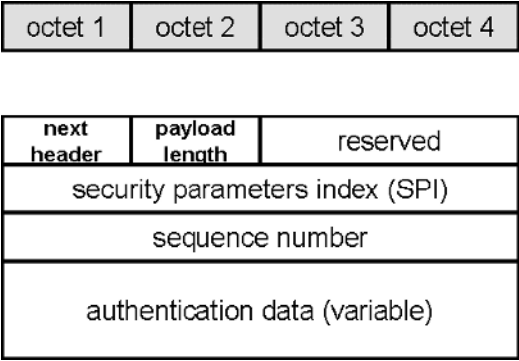 octet 1 octet 2 octet 3 octet 4
next header payload length reserved
security parameters index (SPI)
sequence number
authentication data (variable)